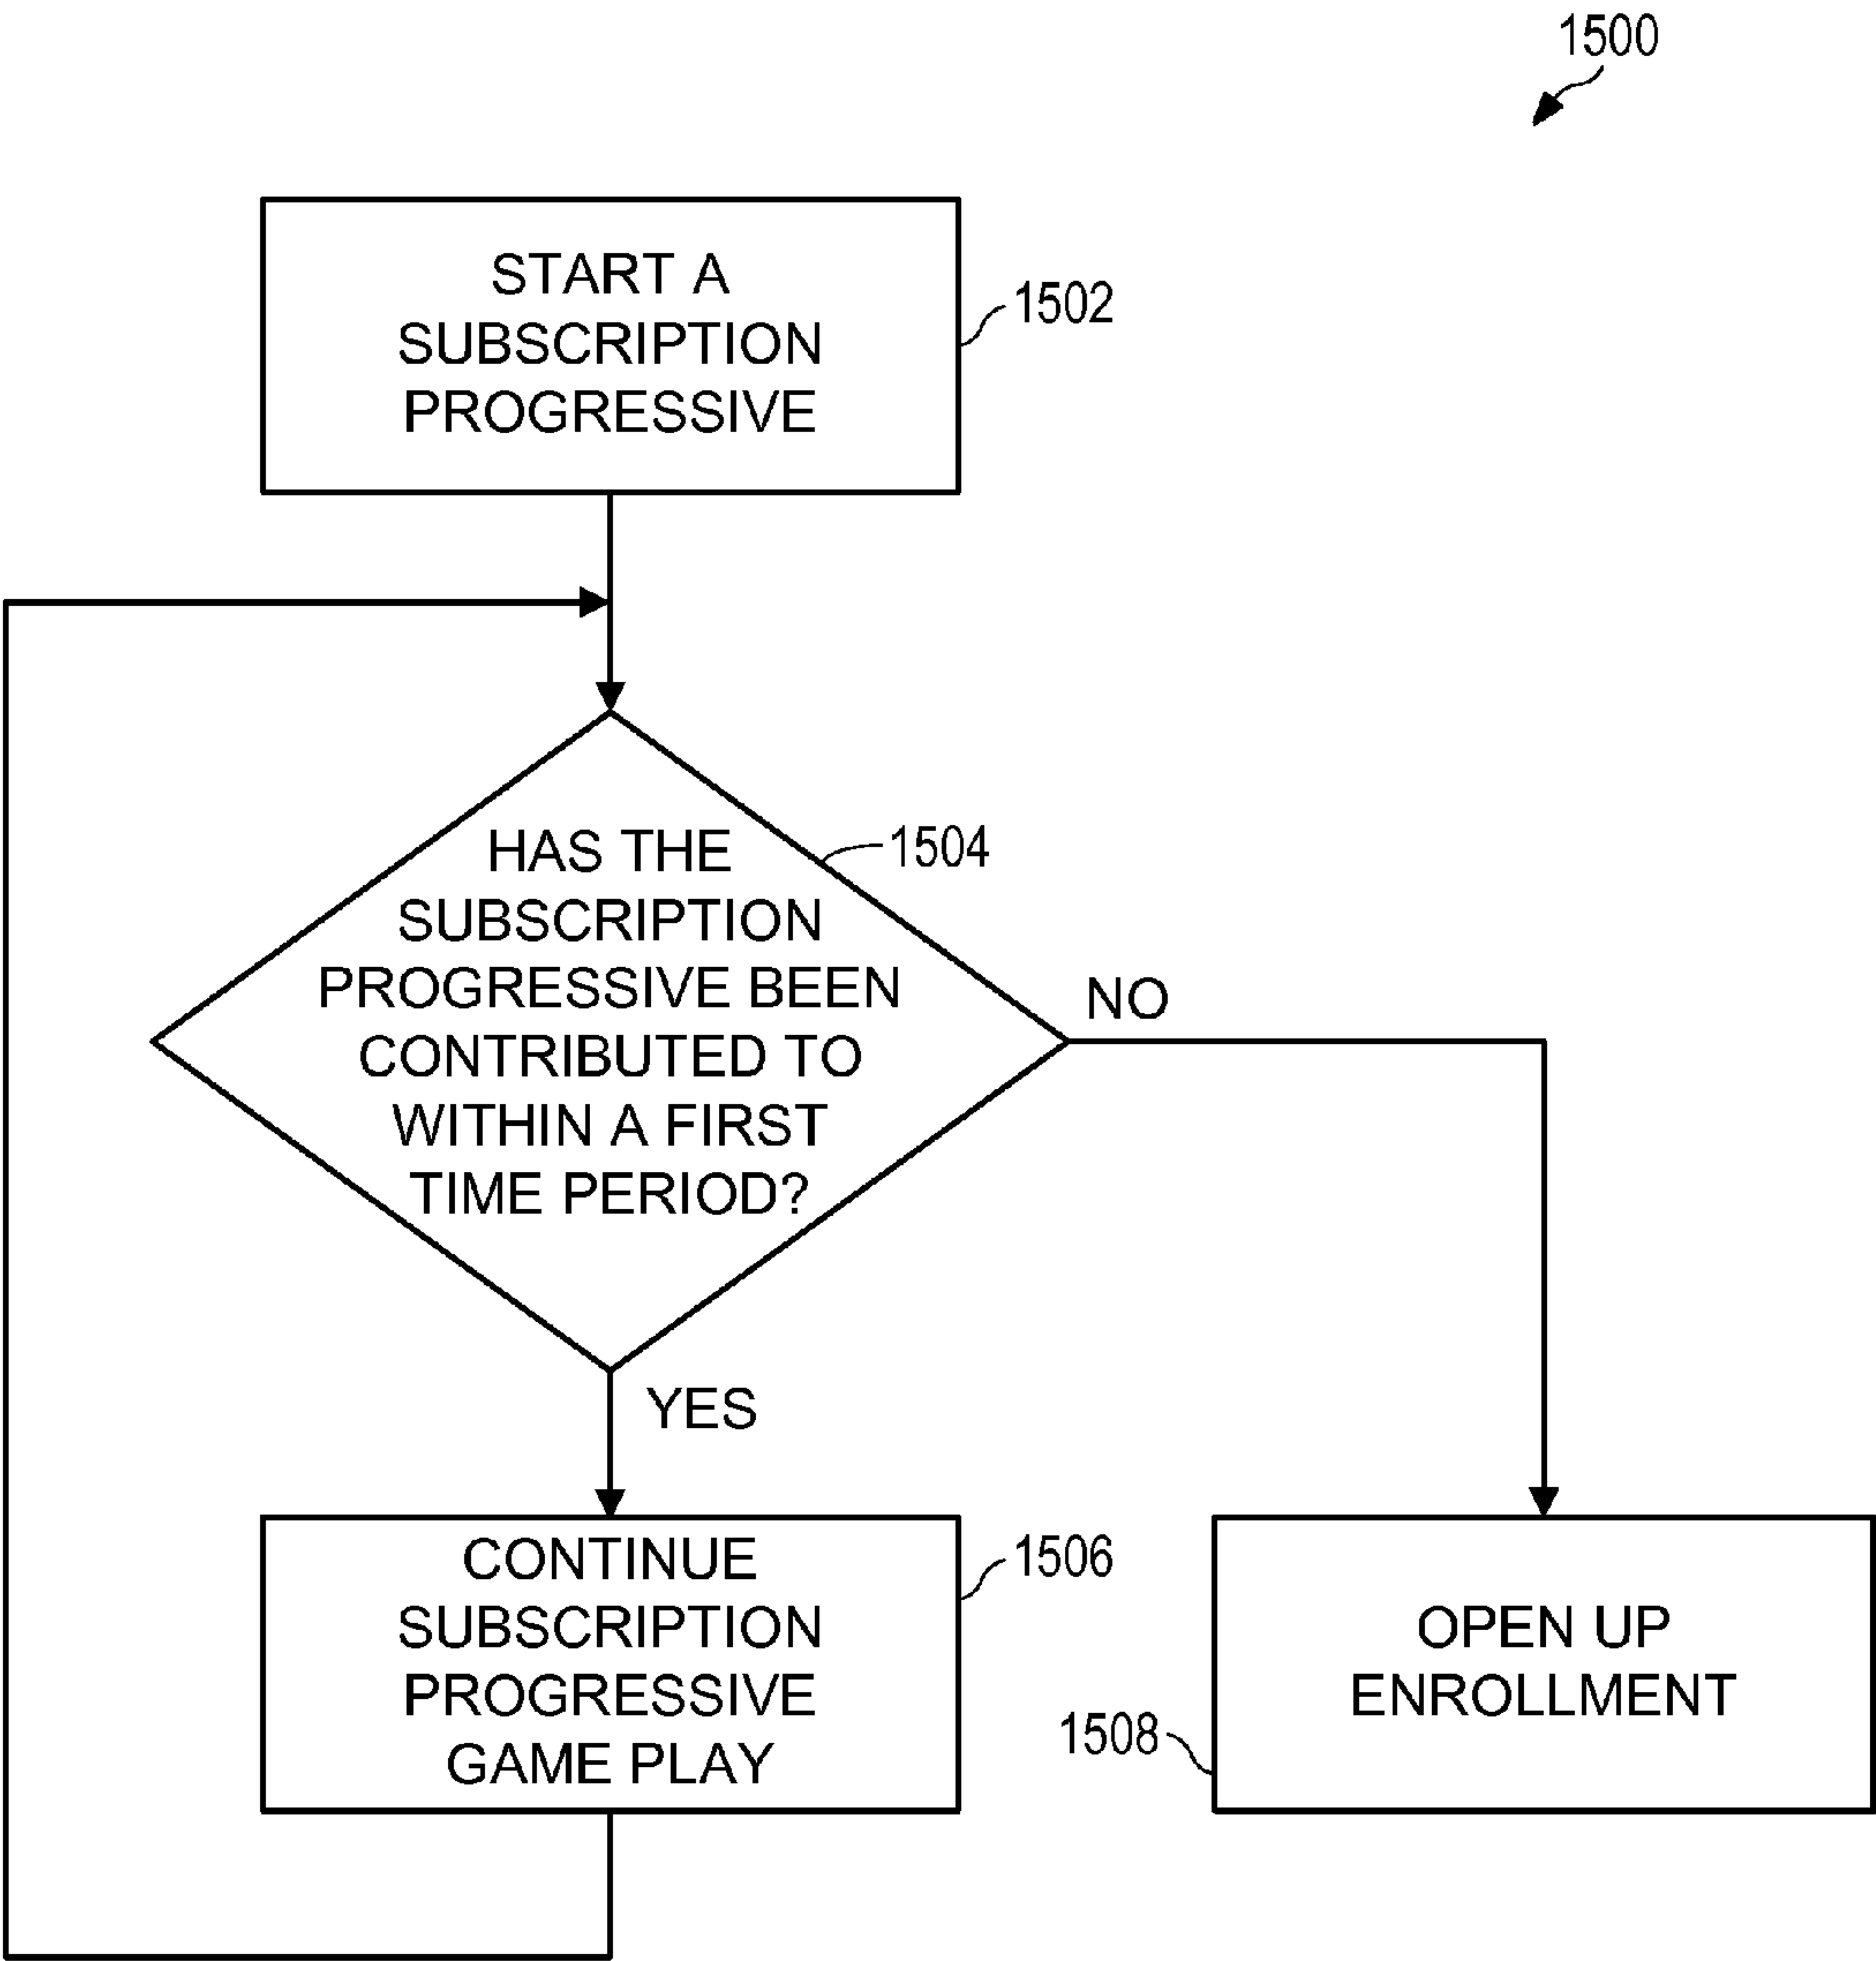 1500
START A
SUBSCRIPTION
PROGRESSIVE
1502
HAS THE
SUBSCRIPTION
PROGRESSIVE BEEN
CONTRIBUTED TO
WITHIN A FIRST
TIME PERIOD?
1504
NO
YES
CONTINUE
SUBSCRIPTION
PROGRESSIVE
GAME PLAY
1506
OPEN UP
ENROLLMENT
1508